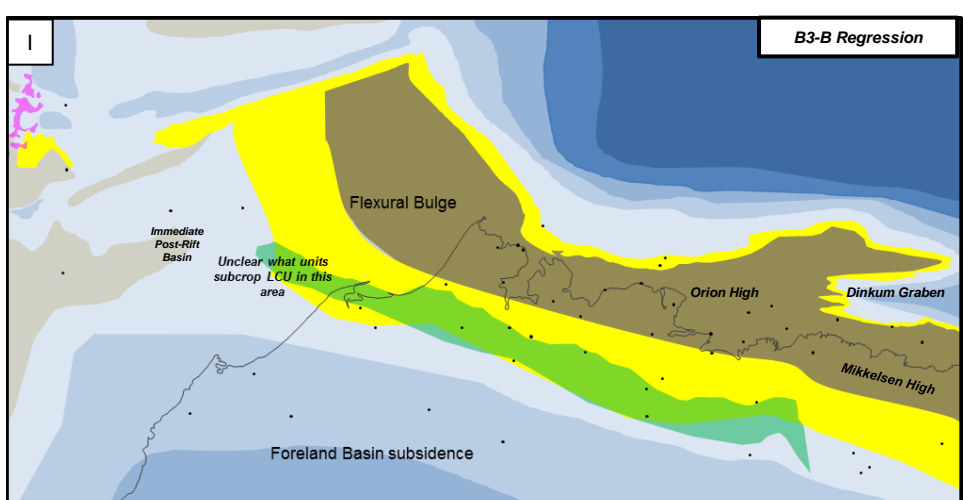 I
B3-B Regression
Flexural Bulge
Immediate
Post-Rift
Basin
Unclear what units
subcrop LCU in this
area
Orion High
Dinkum Graben
Mikkelsen High
Foreland Basin subsidence